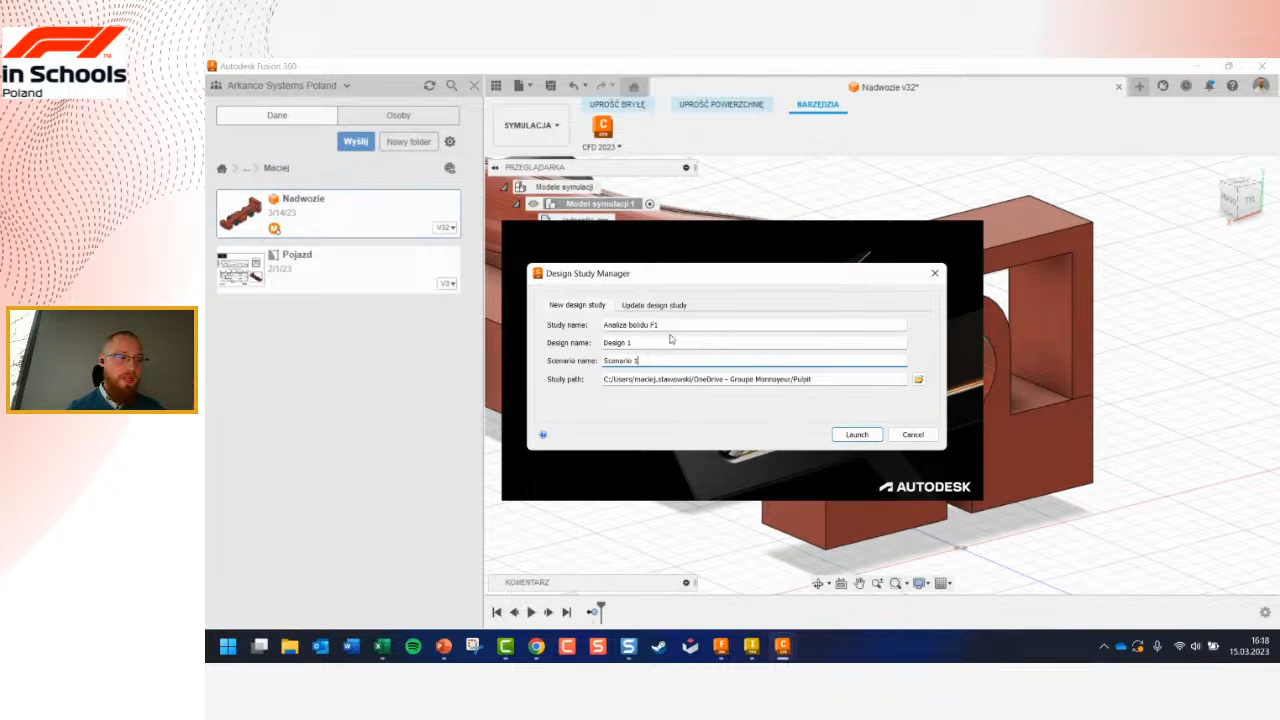 in Schools
Poland
Autodesk Fusion 360
Arkance Systems Poland
Nadwozie v32*
Dane
Osoby
Wyślij
Nowy folder
... Maciej
Nadwozie
3/14/23
V32
Pojazd
2/1/23
V3
UPROŚĆ BRYŁĘ
UPROŚĆ POWIERZCHNIĘ
NARZĘDZIA
SYMULACJA
CFD 2023
PRZEGLĄDARKA
Modele symulacji
Model symulacji 1
Design Study Manager
New design study
Update design study
Study name: Analiza bolidu F1
Design name: Design 1
Scenario name: Scenario 1
Study path: C:/Users/maciej.stawowski/OneDrive - Groupe Monnoyeur/Pulpit
Launch
Cancel
AUTODESK
KOMENTARZ
16:18
15.03.2023